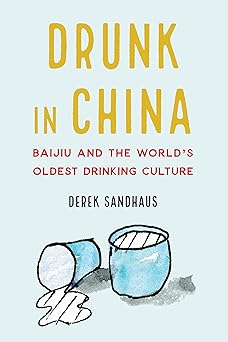 DRUNK
IN CHINA
BAIJIU AND THE WORLD'S
OLDEST DRINKING CULTURE
DEREK SANDHAUS